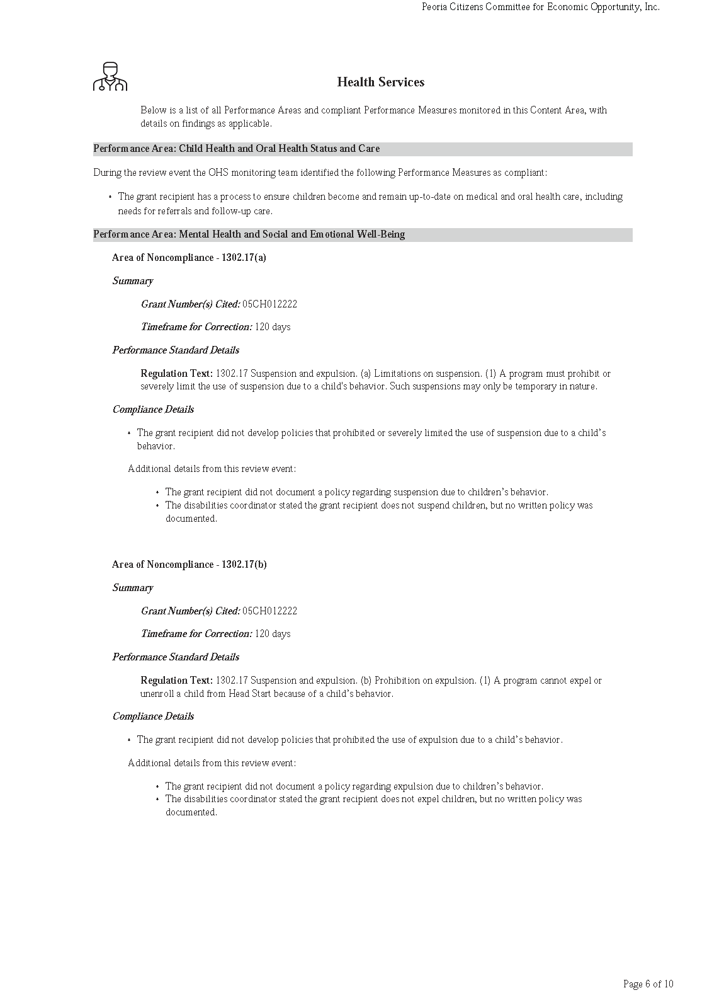 Peoria Citizens Committee for Economic Opportunity, Inc.
Health Services
Below is a list of all Performance Areas and compliant Performance Measures monitored in this Content Area, with
details on findings as applicable.
Performance Area: Child Health and Oral Health Status and Care
During the review event the OHS monitoring team identified the following Performance Measures as compliant:
• The grant recipient has a process to ensure children become and remain up-to-date on medical and oral health care, including
needs for referrals and follow-up care.
Performance Area: Mental Health and Social and Emotional Well-Being
Area of Noncompliance - 1302.17(a)
Summary
Grant Number(s) Cited: 05CH012222
Timeframe for Correction: 120 days
Performance Standard Details
Regulation Text: 1302.17 Suspension and expulsion. (a) Limitations on suspension. (1) A program must prohibit or
severely limit the use of suspension due to a child's behavior. Such suspensions may only be temporary in nature.
Compliance Details
• The grant recipient did not develop policies that prohibited or severely limited the use of suspension due to a child’s
behavior.
Additional details from this review event:
• The grant recipient did not document a policy regarding suspension due to children’s behavior.
• The disabilities coordinator stated the grant recipient does not suspend children, but no written policy was
documented.
Area of Noncompliance - 1302.17(b)
Summary
Grant Number(s) Cited: 05CH012222
Timeframe for Correction: 120 days
Performance Standard Details
Regulation Text: 1302.17 Suspension and expulsion. (b) Prohibition on expulsion. (1) A program cannot expel or
unenroll a child from Head Start because of a child’s behavior.
Compliance Details
• The grant recipient did not develop policies that prohibited the use of expulsion due to a child’s behavior.
Additional details from this review event:
• The grant recipient did not document a policy regarding expulsion due to children’s behavior.
• The disabilities coordinator stated the grant recipient does not expel children, but no written policy was
documented.
Page 6 of 10